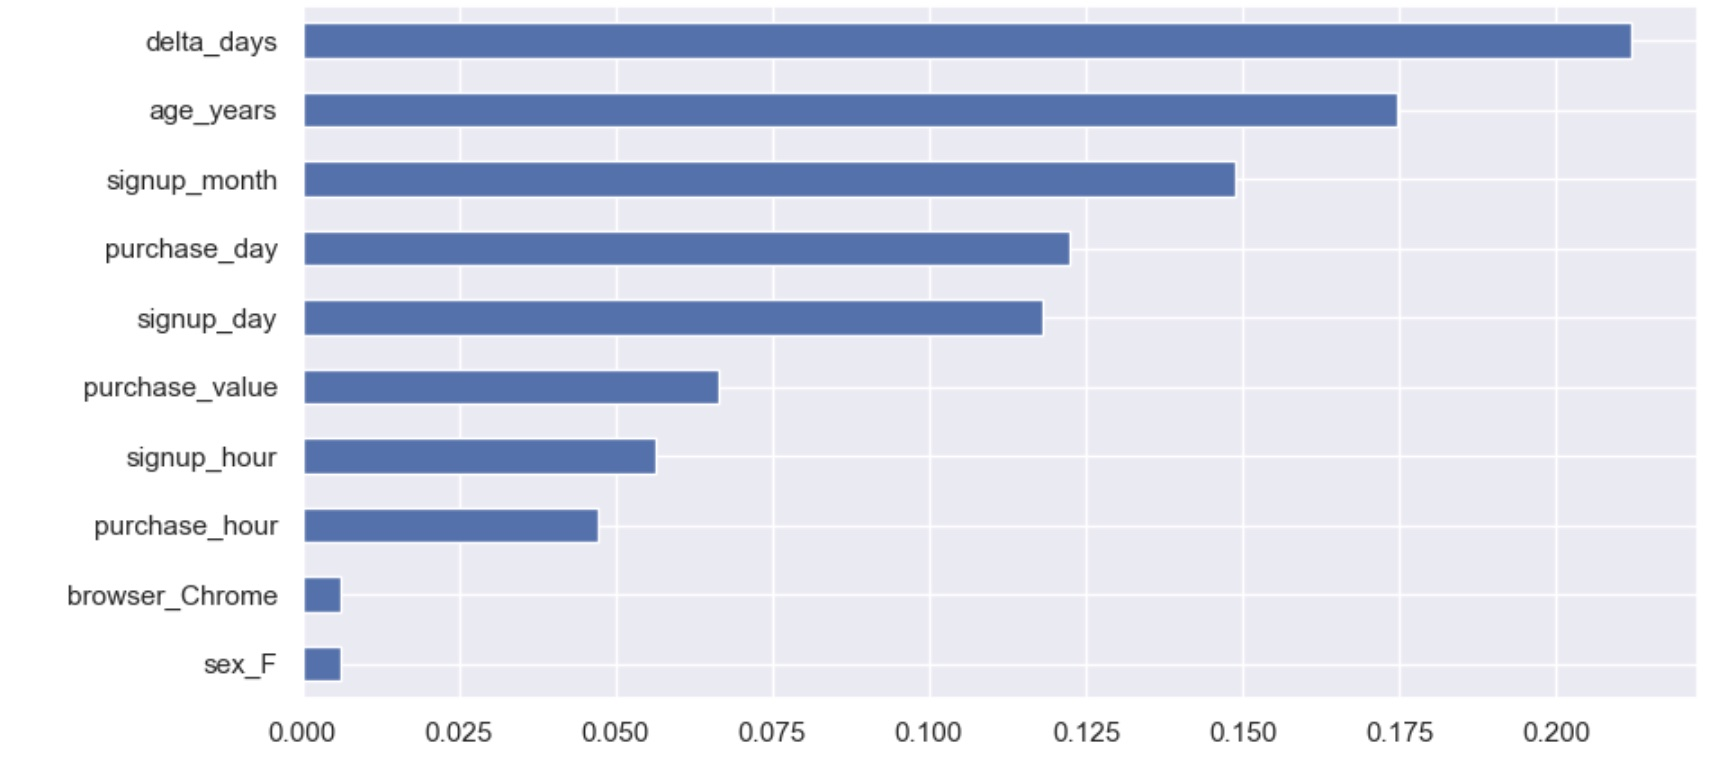 delta_days
age_years
signup_month
purchase_day
signup_day
purchase_value
signup_hour
purchase_hour
browser_Chrome
sex_F
0.000 0.025 0.050 0.075 0.100 0.125 0.150 0.175 0.200